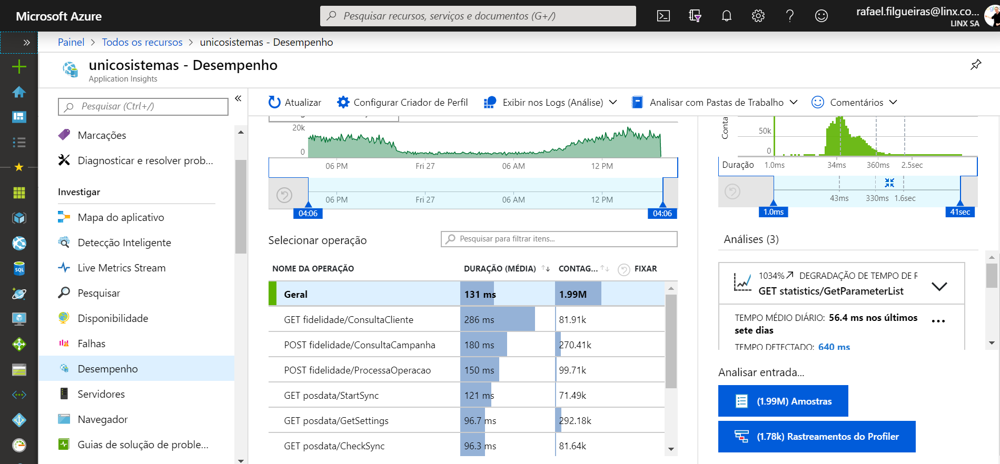 Microsoft Azure
Pesquisar recursos, serviços e documentos (G+/)
rafael.filgueiras@linx.co...
LINX SA
Painel > Todos os recursos > unicosistemas - Desempenho
unicosistemas - Desempenho
Application Insights
Pesquisar (Ctrl+/)
Marcações
Diagnosticar e resolver prob...
Investigar
Mapa do aplicativo
Detecção Inteligente
Live Metrics Stream
Pesquisar
Disponibilidade
Falhas
Desempenho
Servidores
Navegador
Guias de solução de proble...
SQL
Atualizar
Configurar Criador de Perfil
Exibir nos Logs (Análise)
Analisar com Pastas de Trabalho
Comentários
20k
0
06 PM Fri 27 06 AM 12 PM
06 PM Fri 27 06 AM 12 PM
04:06 04:06
Selecionar operação
Pesquisar para filtrar itens...
NOME DA OPERAÇÃO DURAÇÃO (MÉDIA) CONTAG... FIXAR
Geral 131 ms 1.99M
GET fidelidade/ConsultaCliente 286 ms 81.91k
POST fidelidade/ConsultaCampanha 180 ms 270.41k
POST fidelidade/ProcessaOperacao 150 ms 99.71k
GET posdata/StartSync 121 ms 71.49k
GET posdata/GetSettings 96.7 ms 292.18k
GET posdata/CheckSync 96.3 ms 81.64k
Conta
50k
0
Duração 1.0ms 34ms 360ms 2.5sec
43ms 330ms 1.6sec
1.0ms 41sec
Análises (3)
1034% DEGRADAÇÃO DE TEMPO DE R
GET statistics/GetParameterList
TEMPO MÉDIO DIÁRIO: 56.4 ms nos últimos
sete dias
...
TEMPO DETECTADO: 640 ms
Analisar entrada...
(1.99M) Amostras
(1.78k) Rastreamentos do Profiler